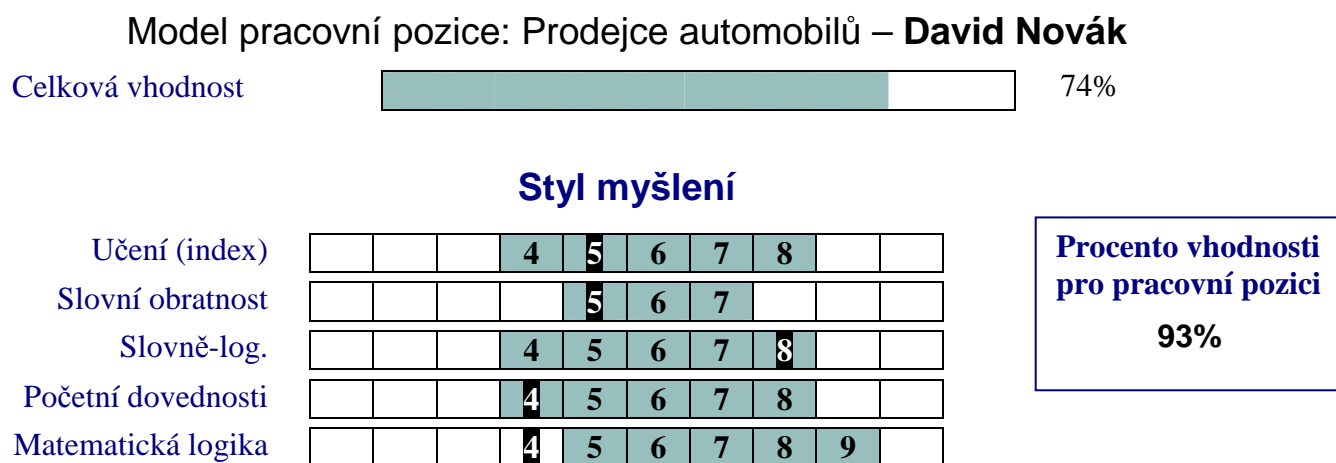 Model pracovní pozice: Prodejce automobilů – David Novák
Celková vhodnost 74%
Styl myšlení
Učení (index) 4 5 6 7 8
Slovní obratnost 5 6 7
Slovně-log. 4 5 6 7 8
Početní dovednosti 4 5 6 7 8
Matematická logika 4 5 6 7 8 9
Procento vhodnosti
pro pracovní pozici
93%